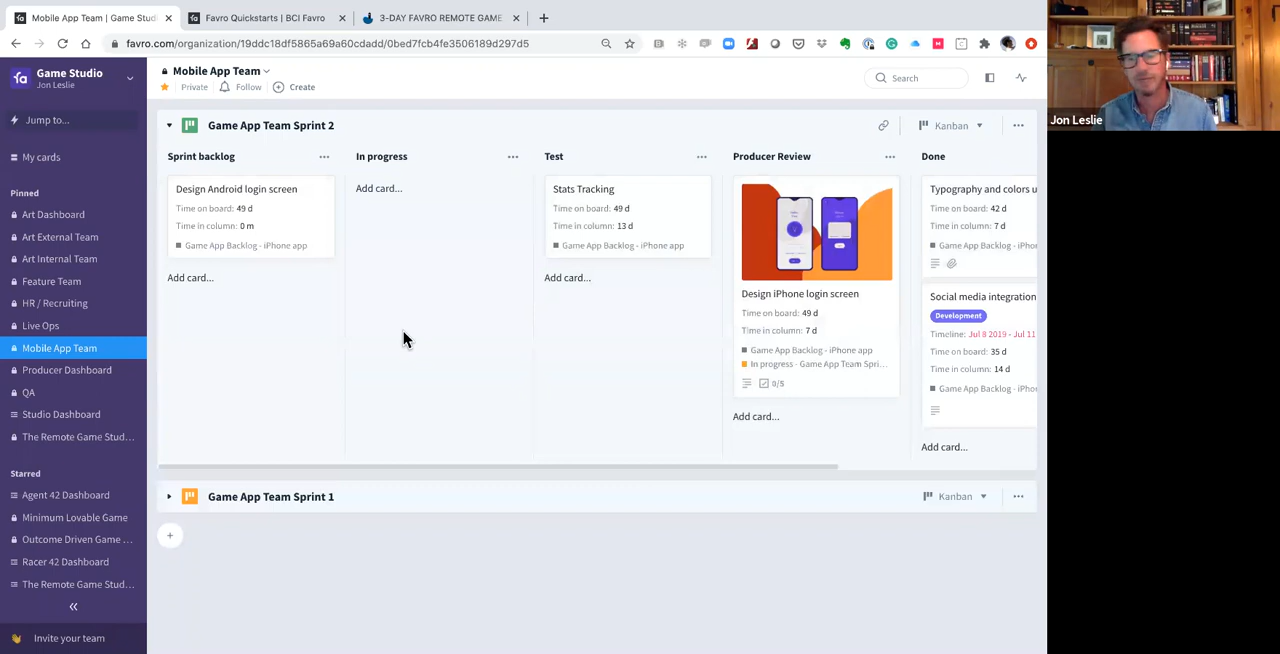 Mobile App Team | Game Studi
Favro Quickstarts | BCI Favro
3-DAY FAVRO REMOTE GAME
favro.com/organization/19ddc18df5865a69a60cdadd/0bed7fcb4fe3506189d297d5
Game Studio
Jon Leslie
Jump to...
My cards
Pinned
Art Dashboard
Art External Team
Art Internal Team
Feature Team
HR / Recruiting
Live Ops
Mobile App Team
Producer Dashboard
QA
Studio Dashboard
The Remote Game Stud...
Starred
Agent 42 Dashboard
Minimum Lovable Game
Outcome Driven Game ...
Racer 42 Dashboard
The Remote Game Stud...
Invite your team
Mobile App Team
Private
Follow
Create
Search
Game App Team Sprint 2
Kanban
Sprint backlog
Design Android login screen
Time on board: 49 d
Time in column: 0 m
Game App Backlog - iPhone app
Add card...
In progress
Add card...
Test
Stats Tracking
Time on board: 49 d
Time in column: 13 d
Game App Backlog - iPhone app
Add card...
Producer Review
Design iPhone login screen
Time on board: 49 d
Time in column: 7 d
Game App Backlog - iPhone app
In progress - Game App Team Spri...
0/5
Add card...
Done
Typography and colors u
Time on board: 42 d
Time in column: 7 d
Game App Backlog - iPho
Social media integration
Development
Timeline: Jul 8 2019 - Jul 11
Time on board: 35 d
Time in column: 14 d
Game App Backlog - iPho
Add card...
Game App Team Sprint 1
Kanban
Jon Leslie